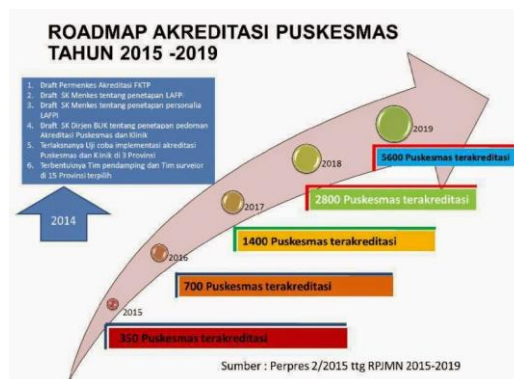 ROADMAP AKREDITASI PUSKESMAS
TAHUN 2015 -2019
1. Draft Permenkes Akreditasi FKTP
2. Draft SK Menkes tentang penetapan LAFPI
3. Draft SK Menkes tentang penetapan personalia
LAFPI
4. Draft SK Dirjen BUK tentang penetapan pedoman
Akreditasi Puskesmas dan Klinik
5. Terlaksananya Uji coba implementasi akreditasi
Puskesmas dan Klinik di 3 Provinsi
6. Terbentuknya Tim pendamping dan Tim surveior
di 15 Provinsi terpilih
2014
2019
5600 Puskesmas terakreditasi
2018
2800 Puskesmas terakreditasi
2017
1400 Puskesmas terakreditasi
2016
700 Puskesmas terakreditasi
2015
350 Puskesmas terakreditasi
Sumber : Perpres 2/2015 ttg RPJMN 2015-2019